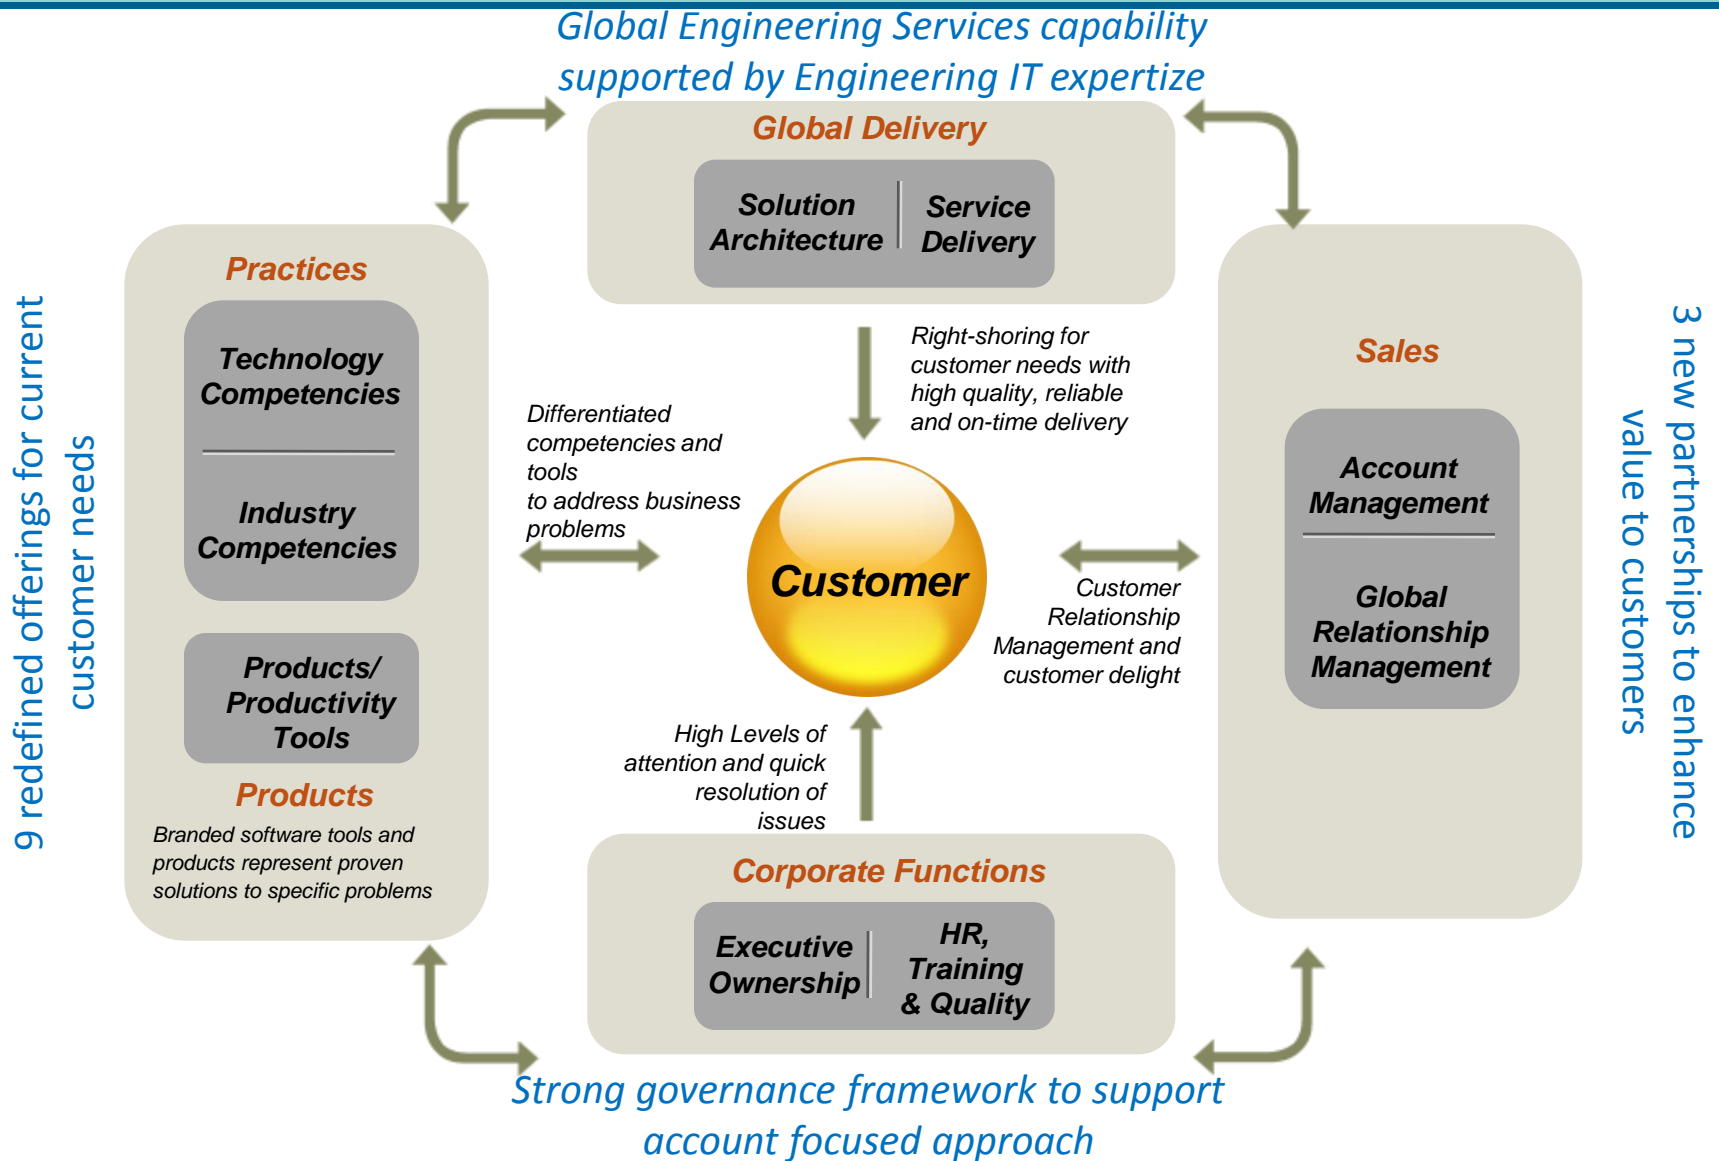 Global Engineering Services capability
supported by Engineering IT expertize
Global Delivery
Solution
Architecture
Service
Delivery
9 redefined offerings for current
customer needs
Practices
Technology
Competencies
Industry
Competencies
Products/
Productivity
Tools
Products
Branded software tools and
products represent proven
solutions to specific problems
Differentiated
competencies and
tools
to address business
problems
Right-shoring for
customer needs with
high quality, reliable
and on-time delivery
Customer
Customer
Relationship
Management and
customer delight
High Levels of
attention and quick
resolution of
issues
Sales
Account
Management
Global
Relationship
Management
3 new partnerships to enhance
value to customers
Corporate Functions
Executive
Ownership
HR,
Training
& Quality
Strong governance framework to support
account focused approach